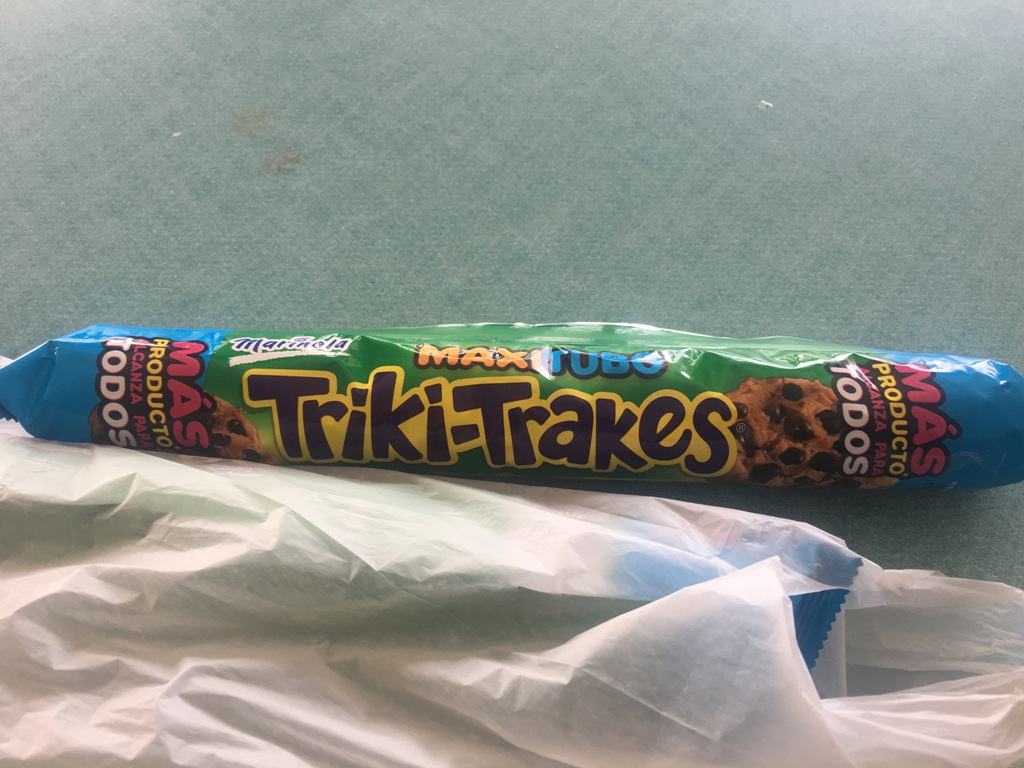 MÁS
PRODUCTO,
ALCANZA PARA
TODOS
Marinela
MAXI TUBO
Triki-Trakes®
MÁS
PRODUCTO,
ALCANZA PARA
TODOS